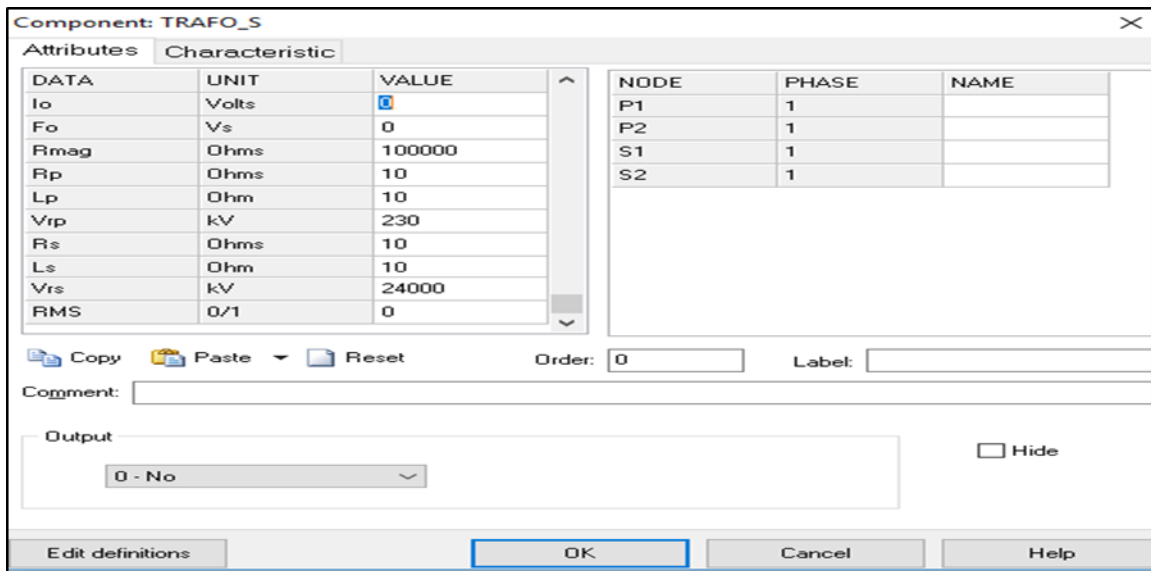 Component: TRAFO_S
Attributes Characteristic
DATA UNIT VALUE
Io Volts 0
Fo Vs 0
Rmag Ohms 100000
Rp Ohms 10
Lp Ohm 10
Vrp kV 230
Rs Ohms 10
Ls Ohm 10
Vrs kV 24000
RMS 0/1 0
NODE PHASE NAME
P1 1
P2 1
S1 1
S2 1
Copy Paste Reset Order: 0 Label:
Comment:
Output
0 - No
Hide
Edit definitions OK Cancel Help